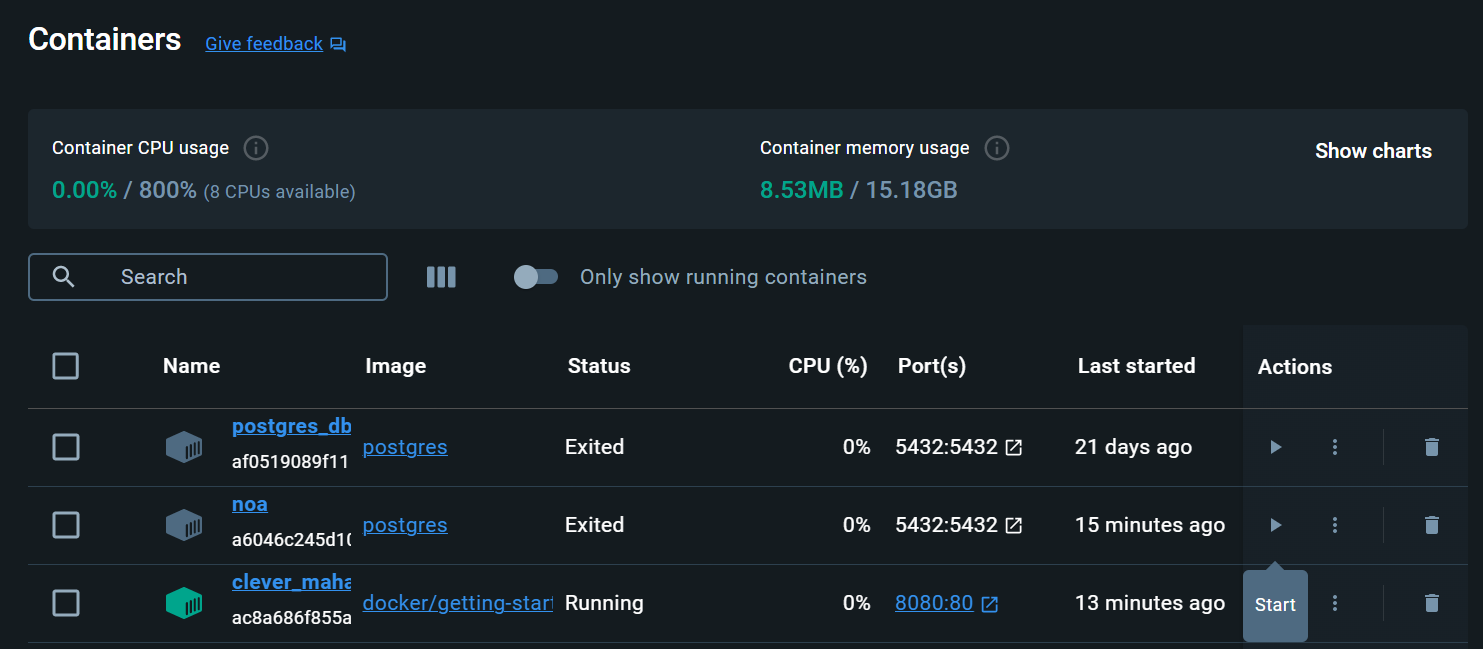 Containers Give feedback
Container CPU usage
0.00% / 800% (8 CPUs available)
Container memory usage
8.53MB / 15.18GB
Show charts
Search
Only show running containers
Name Image Status CPU (%) Port(s) Last started Actions
postgres_db
af0519089f11
postgres Exited 0% 5432:5432 21 days ago
noa
a6046c245d10
postgres Exited 0% 5432:5432 15 minutes ago
clever_maha
ac8a686f855a
docker/getting-start Running 0% 8080:80 13 minutes ago
Start